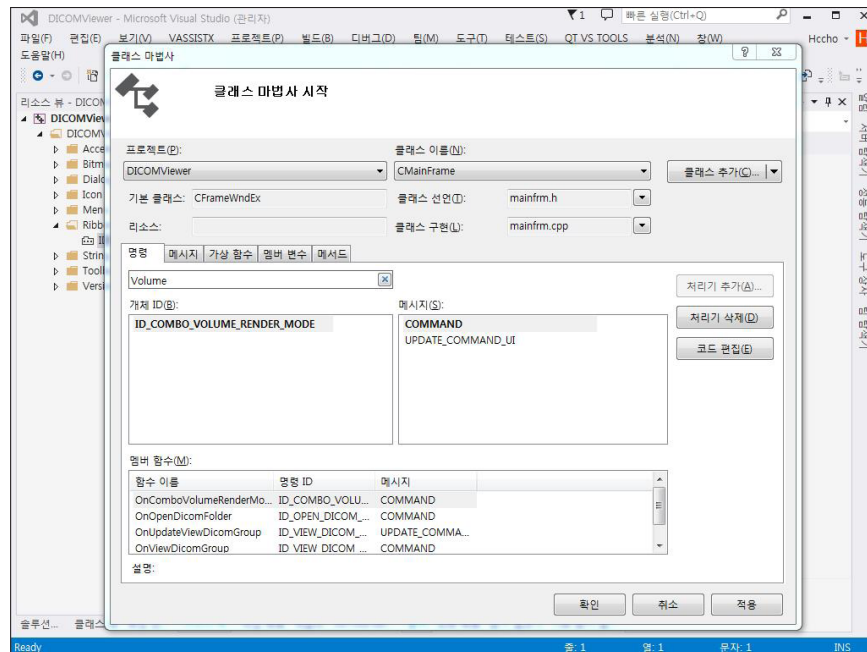 DICOMViewer - Microsoft Visual Studio (관리자)
1
빠른 실행(Ctrl+Q)
파일(F) 편집(E) 보기(V) VASSISTX 프로젝트(P) 빌드(B) 디버그(D) 팀(M) 도구(T) 테스트(S) QT VS TOOLS 분석(N) 창(W) Hccho
도움말(H)
클래스 마법사
클래스 마법사 시작
리소스 뷰 - DICOM
DICOMView
DICOMV
Acce
Bitm
Dialo
Icon
Men
Ribb
Strin
Tooll
Versi
프로젝트(P): 클래스 이름(N):
DICOMViewer CMainFrame 클래스 추가(C)...
기본 클래스: CFrameWndEx 클래스 선언(T): mainfrm.h
리소스: 클래스 구현(L): mainfrm.cpp
명령 메시지 가상 함수 멤버 변수 메서드
Volume
처리기 추가(A)...
개체 ID(B): 메시지(S):
ID_COMBO_VOLUME_RENDER_MODE COMMAND 처리기 삭제(D)
UPDATE_COMMAND_UI
코드 편집(E)
멤버 함수(M):
함수 이름 명령 ID 메시지
OnComboVolumeRenderMo... ID_COMBO_VOLU... COMMAND
OnOpenDicomFolder ID_OPEN_DICOM_... COMMAND
OnUpdateViewDicomGroup ID_VIEW_DICOM_... UPDATE_COMMA...
OnViewDicomGroup ID_VIEW_DICOM_... COMMAND
설명:
확인 취소 적용
솔루션... 클래스
Ready 줄: 1 열: 1 문자: 1 INS